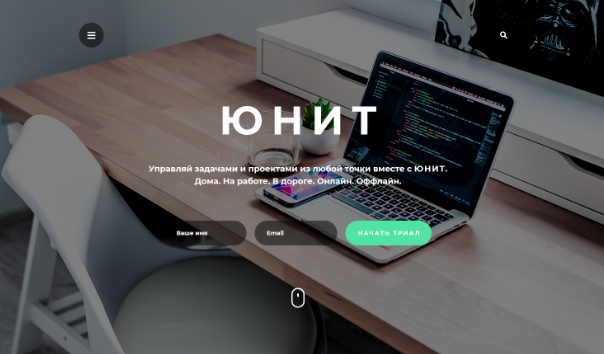 ЮНИТ
Управляй задачами и проектами из любой точки вместе с ЮНИТ.
Дома. На работе. В дороге. Онлайн. Оффлайн.
Ваше имя
Email
НАЧАТЬ ТРИАЛ